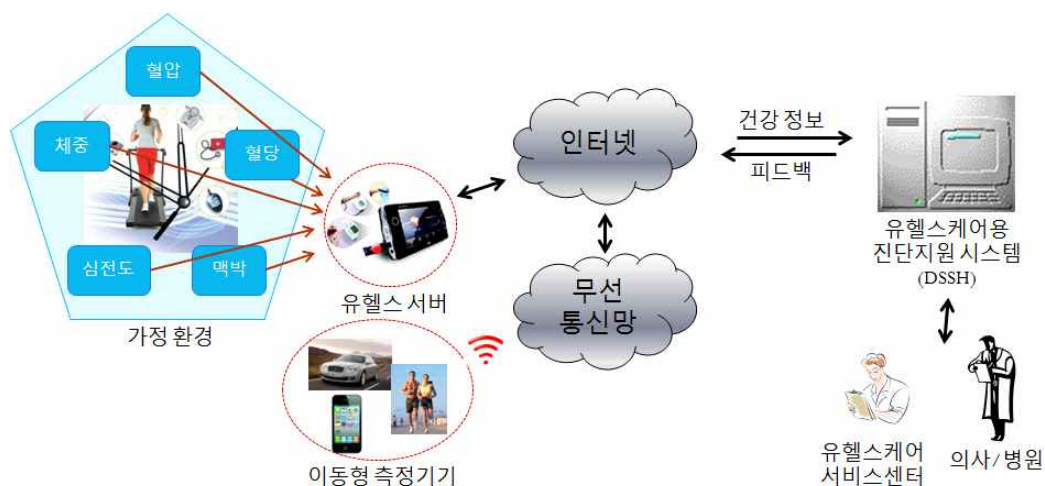 혈압
체중
혈당
심전도
맥박
가정 환경
유헬스 서버
이동형 측정기기
인터넷
무선
통신망
건강 정보
피드백
유헬스케어용
진단지원 시스템
(DSSH)
유헬스케어
서비스센터
의사/병원